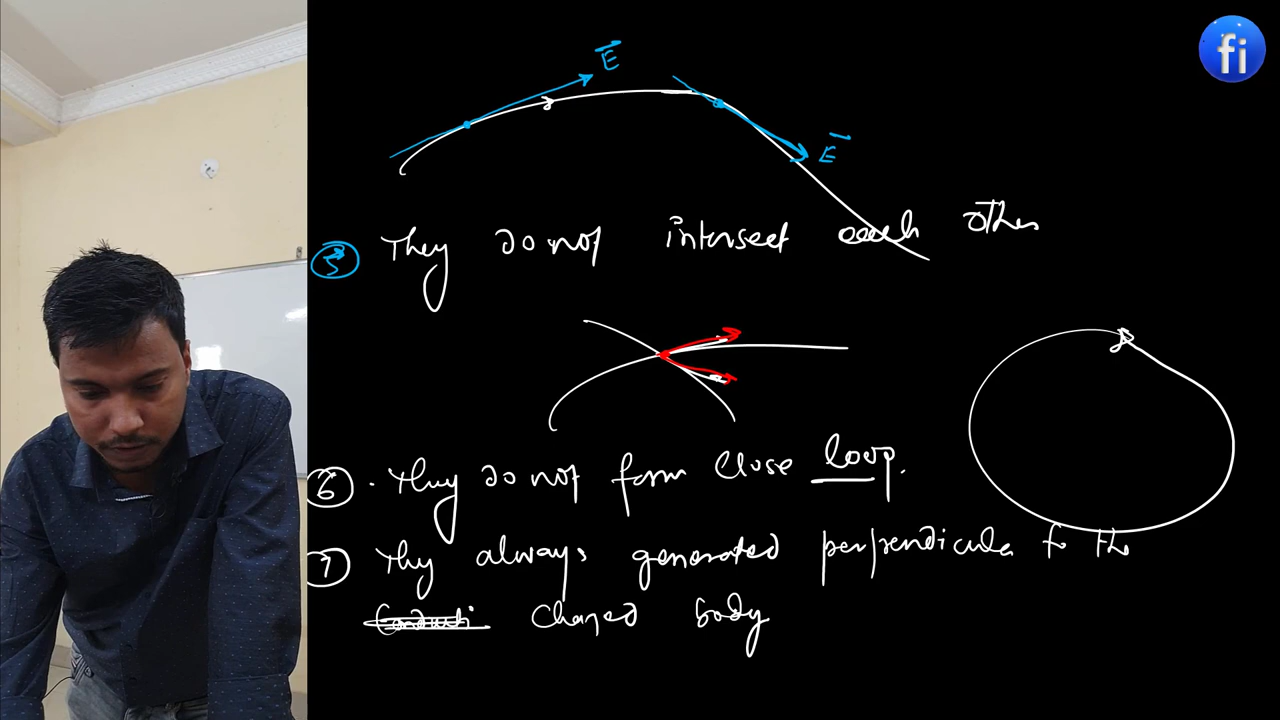 fi
E
E
5 They do not intersect each other
6. They do not form close loop.
7 They always generated perpendicular to the
charged body